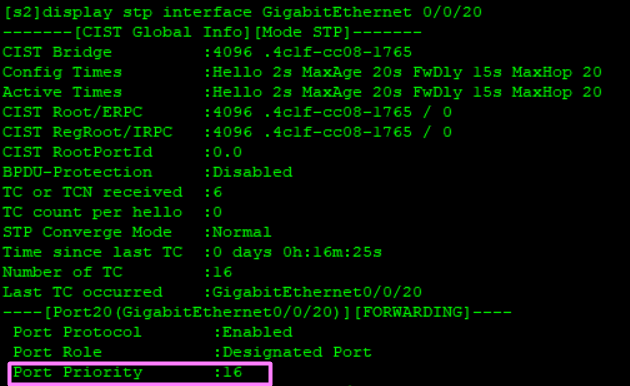 [s2]display stp interface GigabitEthernet 0/0/20
-------[CIST Global Info][Mode STP]-------
CIST Bridge         :4096 .4c1f-cc08-1765
Config Times        :Hello 2s MaxAge 20s FwDly 15s MaxHop 20
Active Times        :Hello 2s MaxAge 20s FwDly 15s MaxHop 20
CIST Root/ERPC      :4096 .4c1f-cc08-1765 / 0
CIST RegRoot/IRPC   :4096 .4c1f-cc08-1765 / 0
CIST RootPortId     :0.0
BPDU-Protection     :Disabled
TC or TCN received  :6
TC count per hello  :0
STP Converge Mode   :Normal
Time since last TC  :0 days 0h:16m:25s
Number of TC        :16
Last TC occurred    :GigabitEthernet0/0/20
----[Port20(GigabitEthernet0/0/20)][FORWARDING]----
 Port Protocol       :Enabled
 Port Role           :Designated Port
 Port Priority       :16